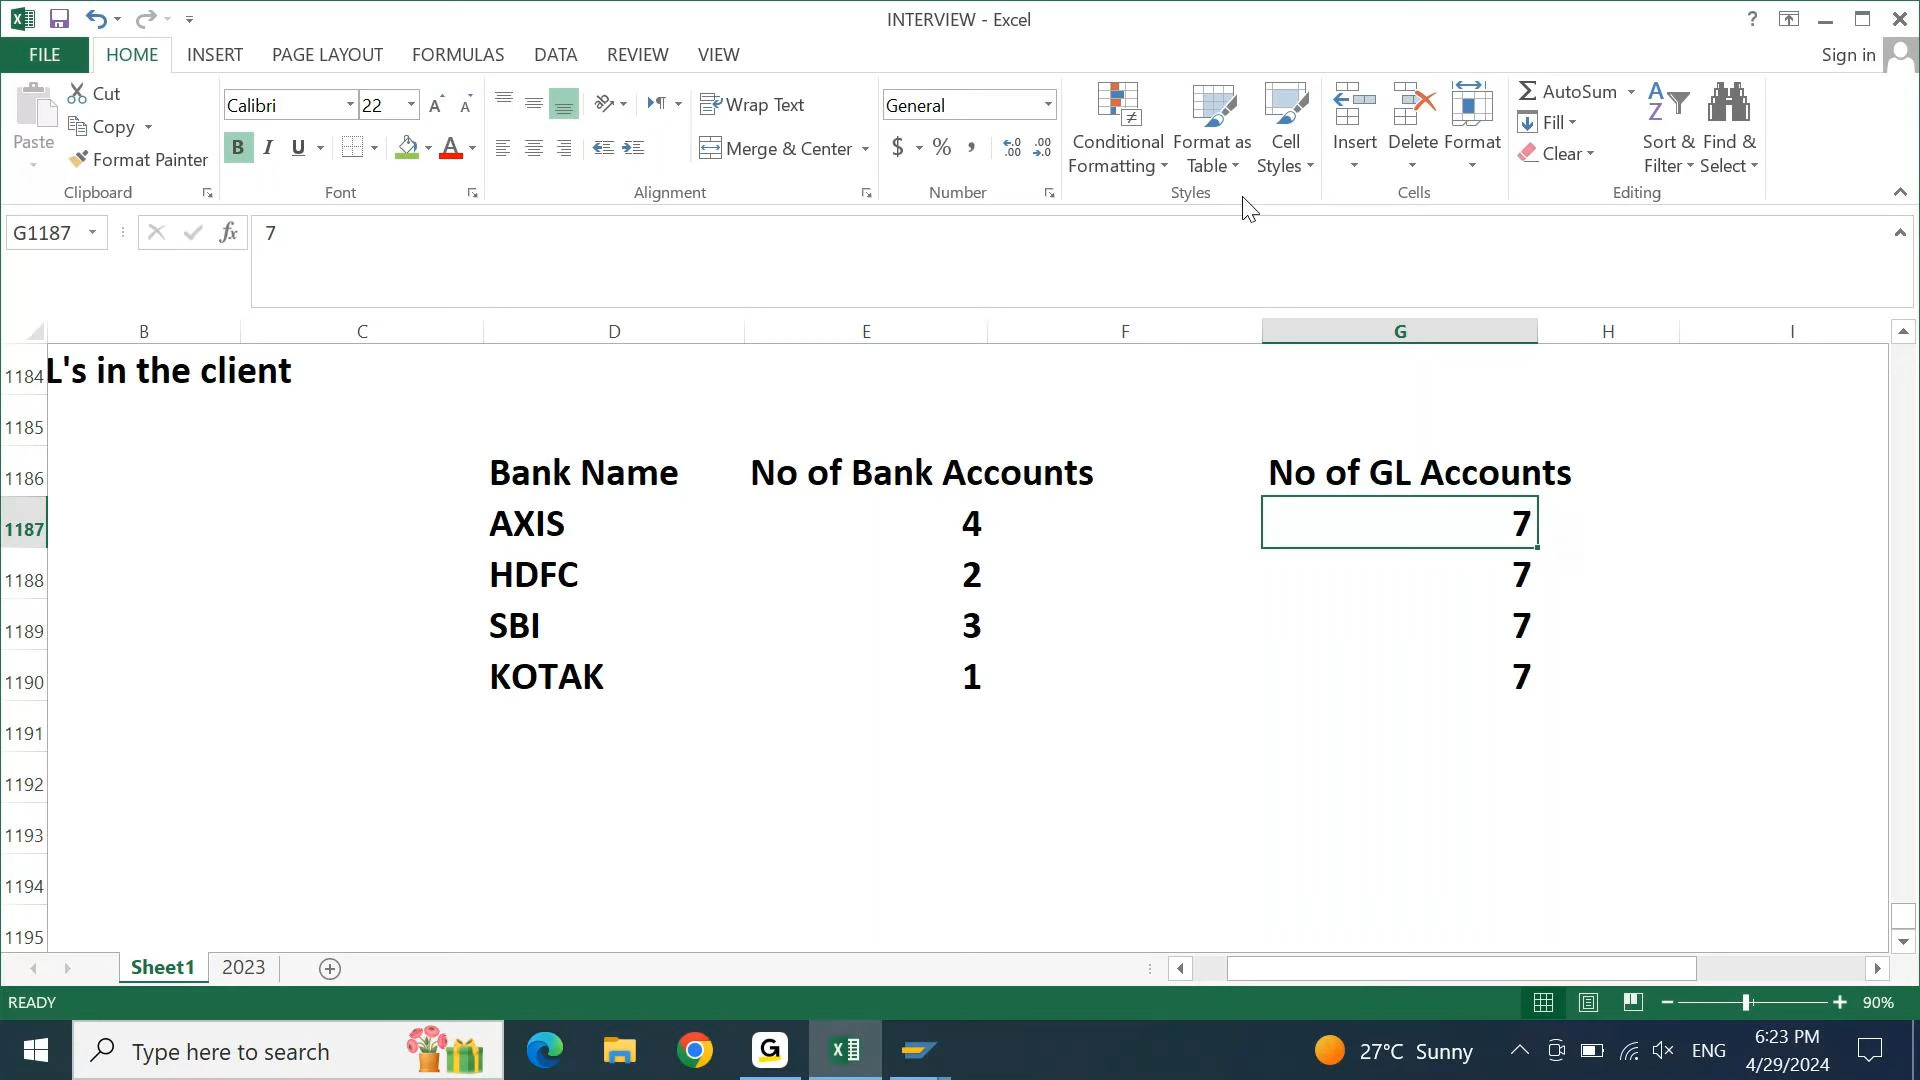 INTERVIEW - Excel
?
FILE HOME INSERT PAGE LAYOUT FORMULAS DATA REVIEW VIEW Sign in
Paste
Cut
Copy
Format Painter
Clipboard
Calibri 22
B I U
Font
Wrap Text
Merge & Center
Alignment
General
$ % ,
Number
Conditional Formatting
Format as Table
Cell Styles
Styles
Insert
Delete
Format
Cells
AutoSum
Fill
Clear
Sort & Filter
Find & Select
Editing
G1187 fx 7
B C D E F G H I
1184 L's in the client
1185
1186 Bank Name No of Bank Accounts No of GL Accounts
1187 AXIS 4 7
1188 HDFC 2 7
1189 SBI 3 7
1190 KOTAK 1 7
1191
1192
1193
1194
1195
Sheet1 2023
READY 90%
Type here to search
27°C Sunny
ENG
6:23 PM
4/29/2024